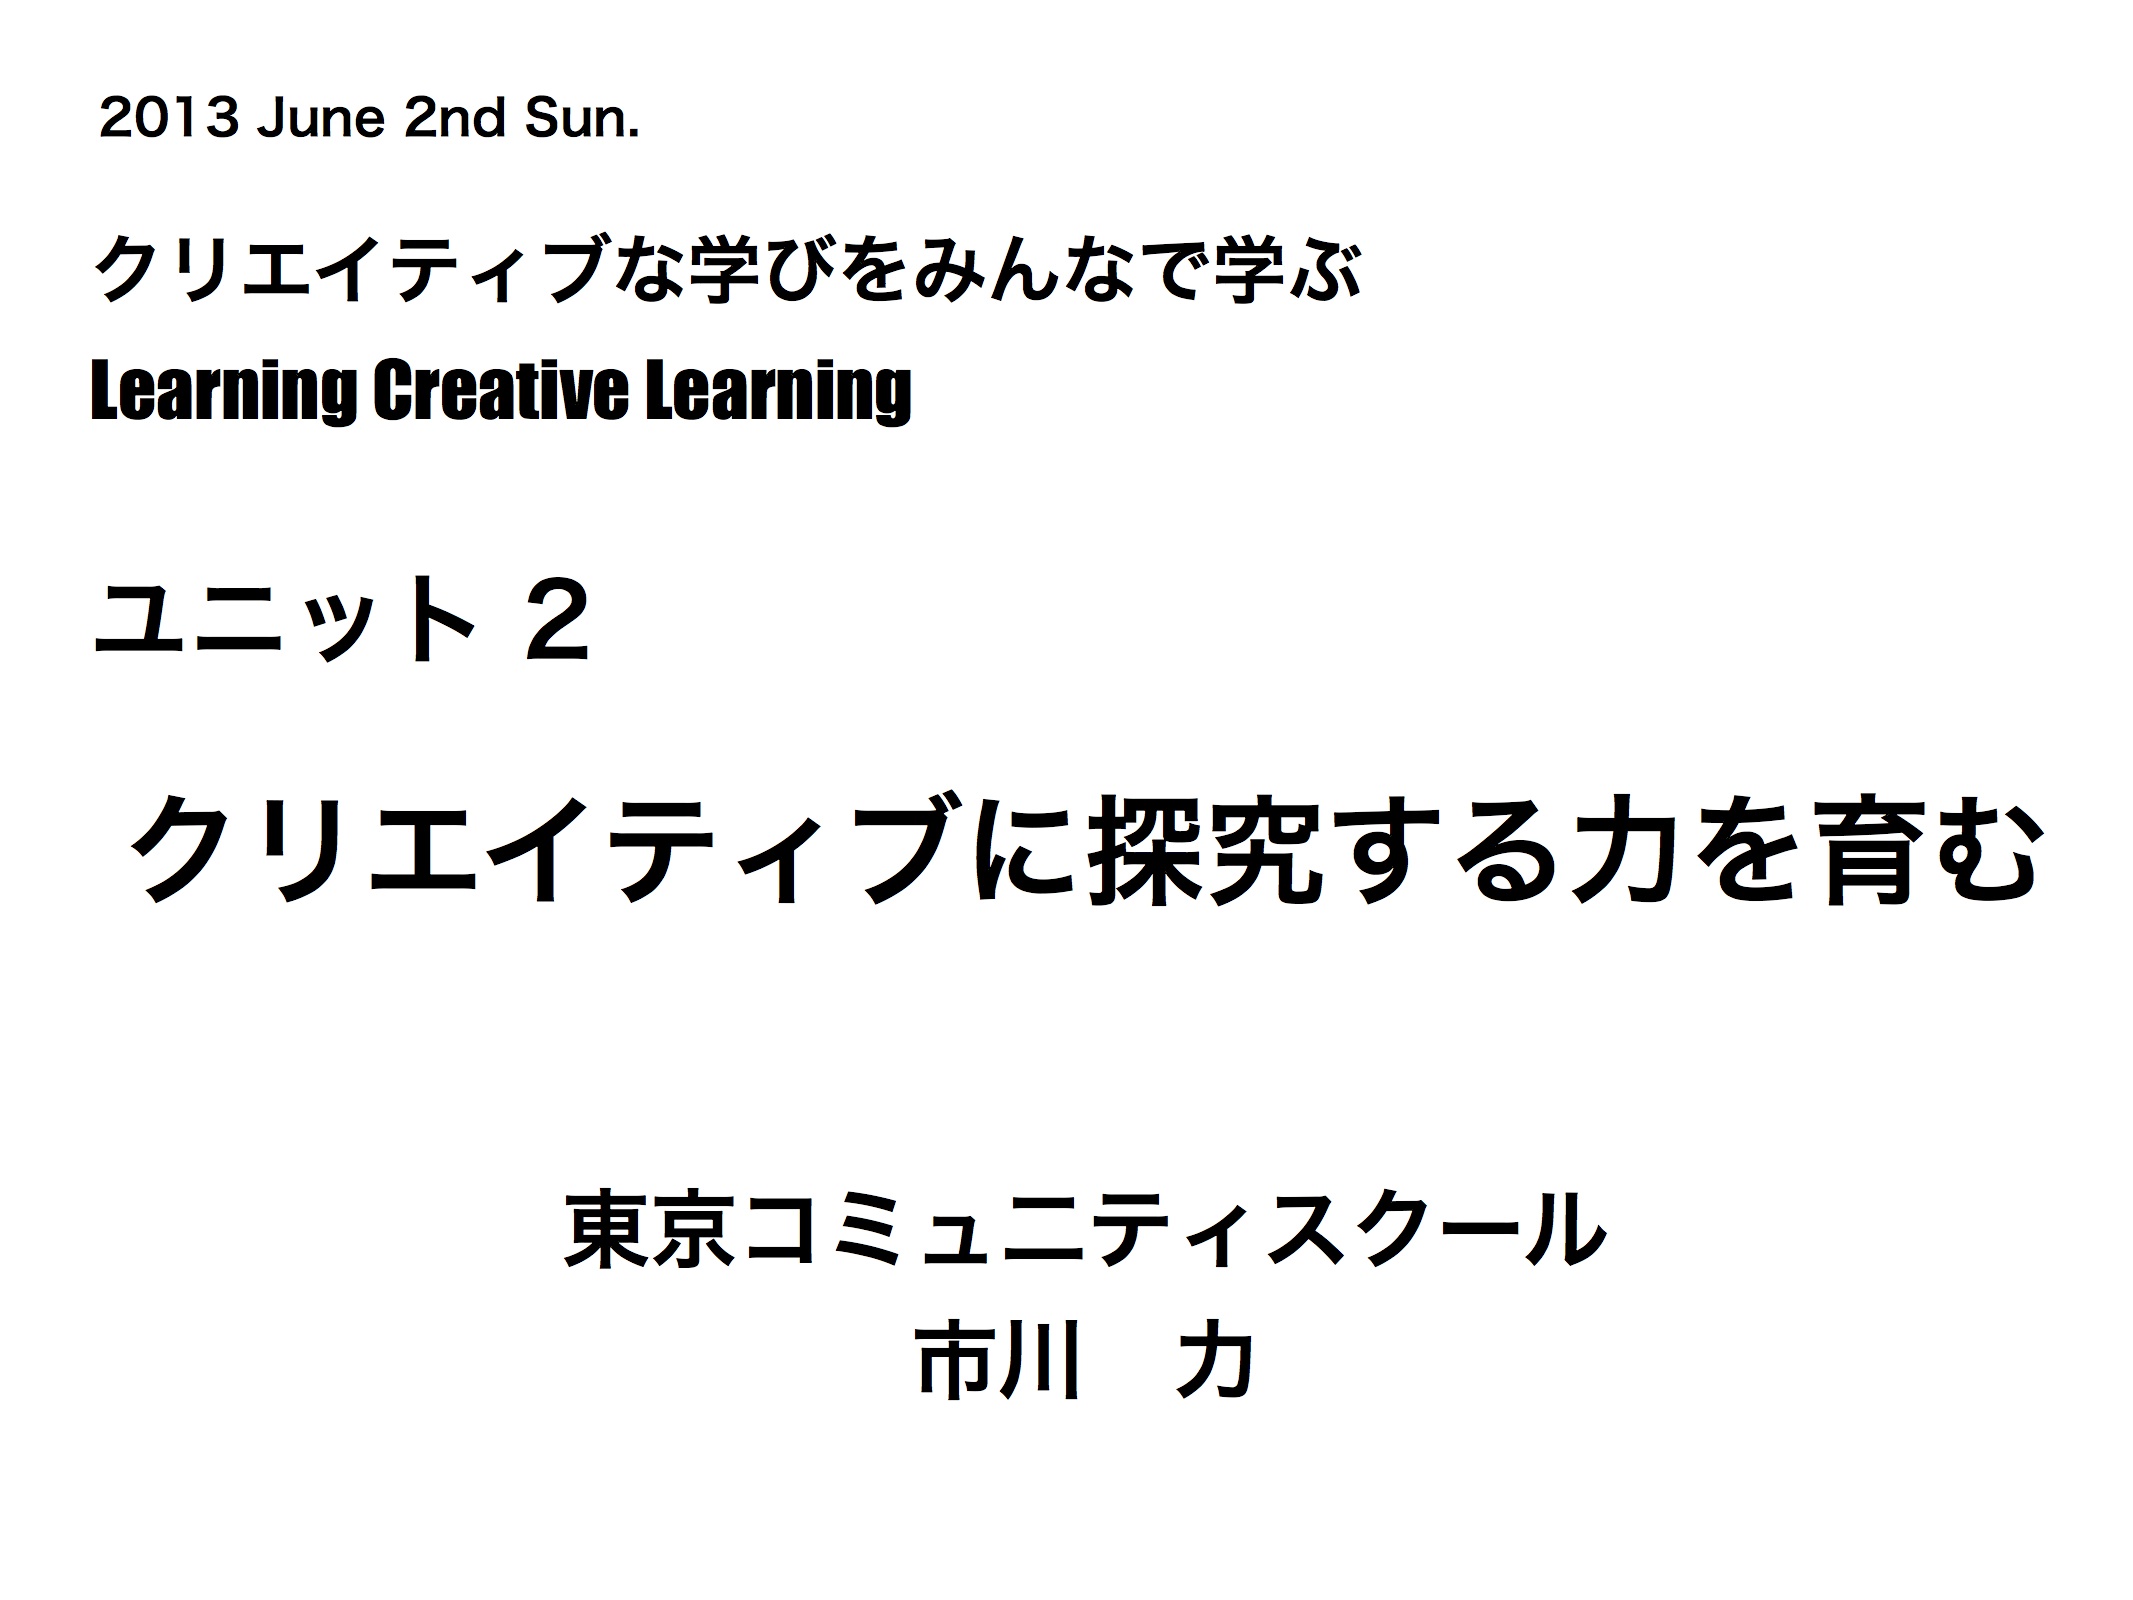 2013 June 2nd Sun.
クリエイティブな学びをみんなで学ぶ
Learning Creative Learning
ユニット 2
クリエイティブに探究する力を育む
東京コミュニティスクール
市川　力